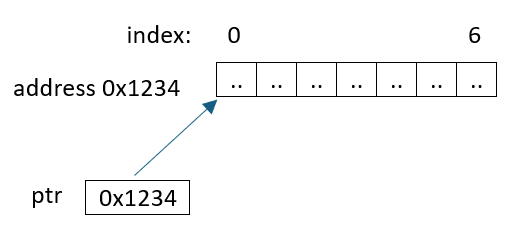 index: 0 6
address 0x1234 .. .. .. .. .. .. ..
ptr 0x1234